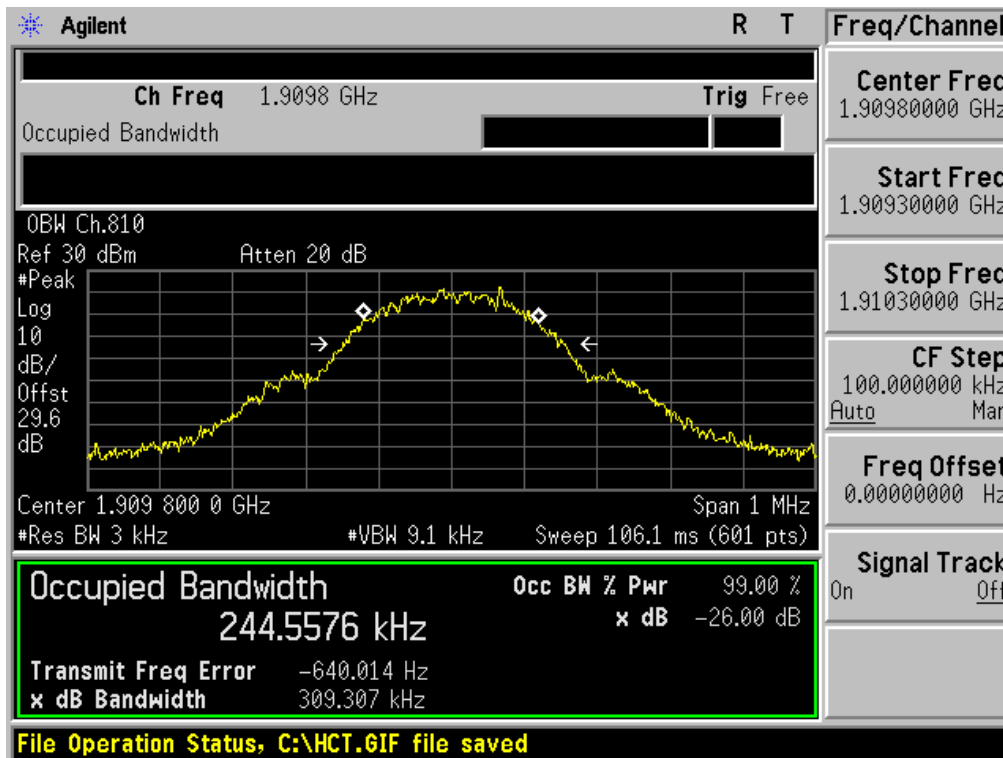 Agilent R T Freq/Channel
Ch Freq 1.9098 GHz Trig Free
Occupied Bandwidth
Center Freq
1.90980000 GHz
Start Freq
1.90930000 GHz
Stop Freq
1.91030000 GHz
CF Step
100.000000 kHz
Auto Man
Freq Offset
0.00000000 Hz
Signal Track
On Off
OBW Ch.810
Ref 30 dBm Atten 20 dB
#Peak
Log
10
dB/
Offst
29.6
dB
Center 1.909 800 0 GHz Span 1 MHz
#Res BW 3 kHz #VBW 9.1 kHz Sweep 106.1 ms (601 pts)
Occupied Bandwidth Occ BW % Pwr 99.00 %
244.5576 kHz x dB -26.00 dB
Transmit Freq Error -640.014 Hz
x dB Bandwidth 309.307 kHz
File Operation Status, C:\HCT.GIF file saved